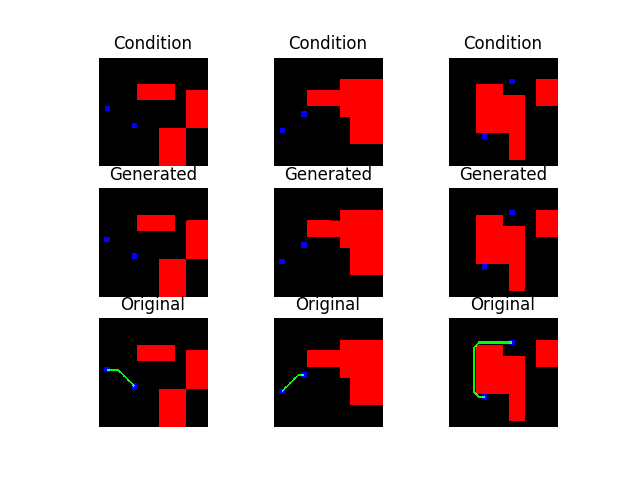 Condition Condition Condition
Generated Generated Generated
Original Original Original